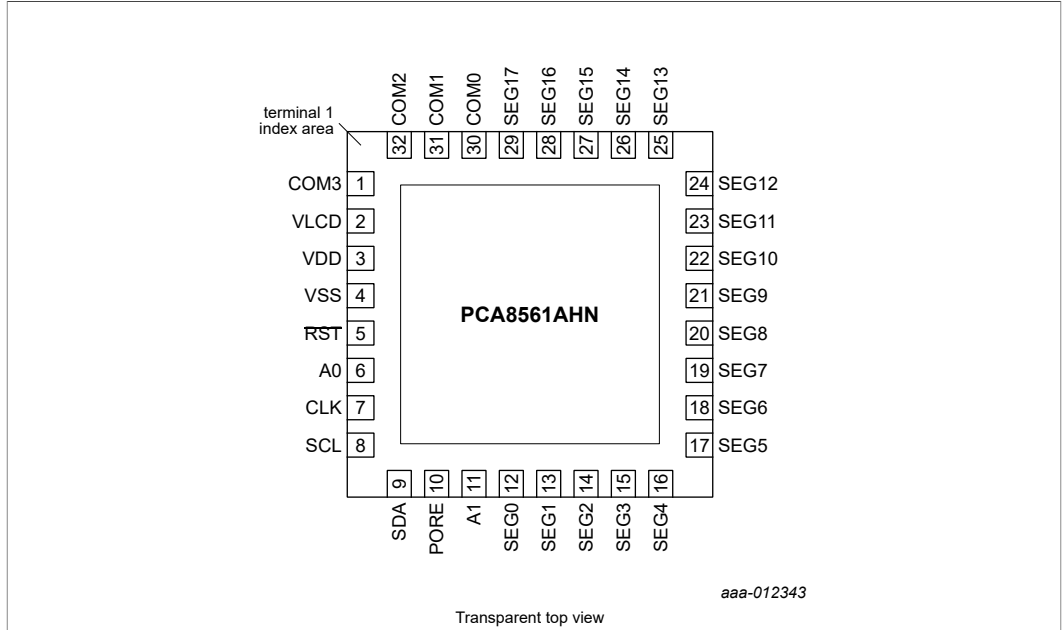 COM2
COM1
COM0
SEG17
SEG16
SEG15
SEG14
SEG13
terminal 1
index area
32
31
30
29
28
27
26
25
COM3 1
VLCD 2
VDD 3
VSS 4
RST 5
A0 6
CLK 7
SCL 8
24 SEG12
23 SEG11
22 SEG10
21 SEG9
20 SEG8
19 SEG7
18 SEG6
17 SEG5
PCA8561AHN
9
10
11
12
13
14
15
16
SDA
PORE
A1
SEG0
SEG1
SEG2
SEG3
SEG4
aaa-012343
Transparent top view